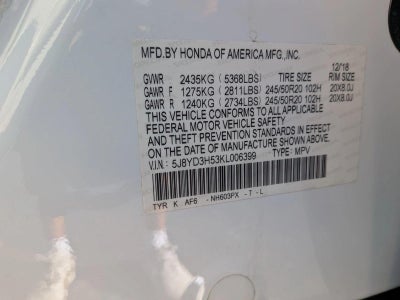 MFD.BY HONDA OF AMERICA MFG.,INC.
12/18
GVWR 2435KG (5368LBS) TIRE SIZE RIM SIZE
GAWR F 1275KG (2811LBS) 245/50R20 102H 20X8.0J
GAWR R 1240KG (2734LBS) 245/50R20 102H 20X8.0J
THIS VEHICLE CONFORMS TO ALL APPLICABLE
FEDERAL MOTOR VEHICLE SAFETY
AND THEFT PREVENTION STANDARDS IN EFFECT
ON THE DATE OF MANUFACTURE SHOWN ABOVE.
V.I.N.: 5J8YD3H53KL006399 TYPE: MPV
TYR K AF6 - NH603PX - T - L